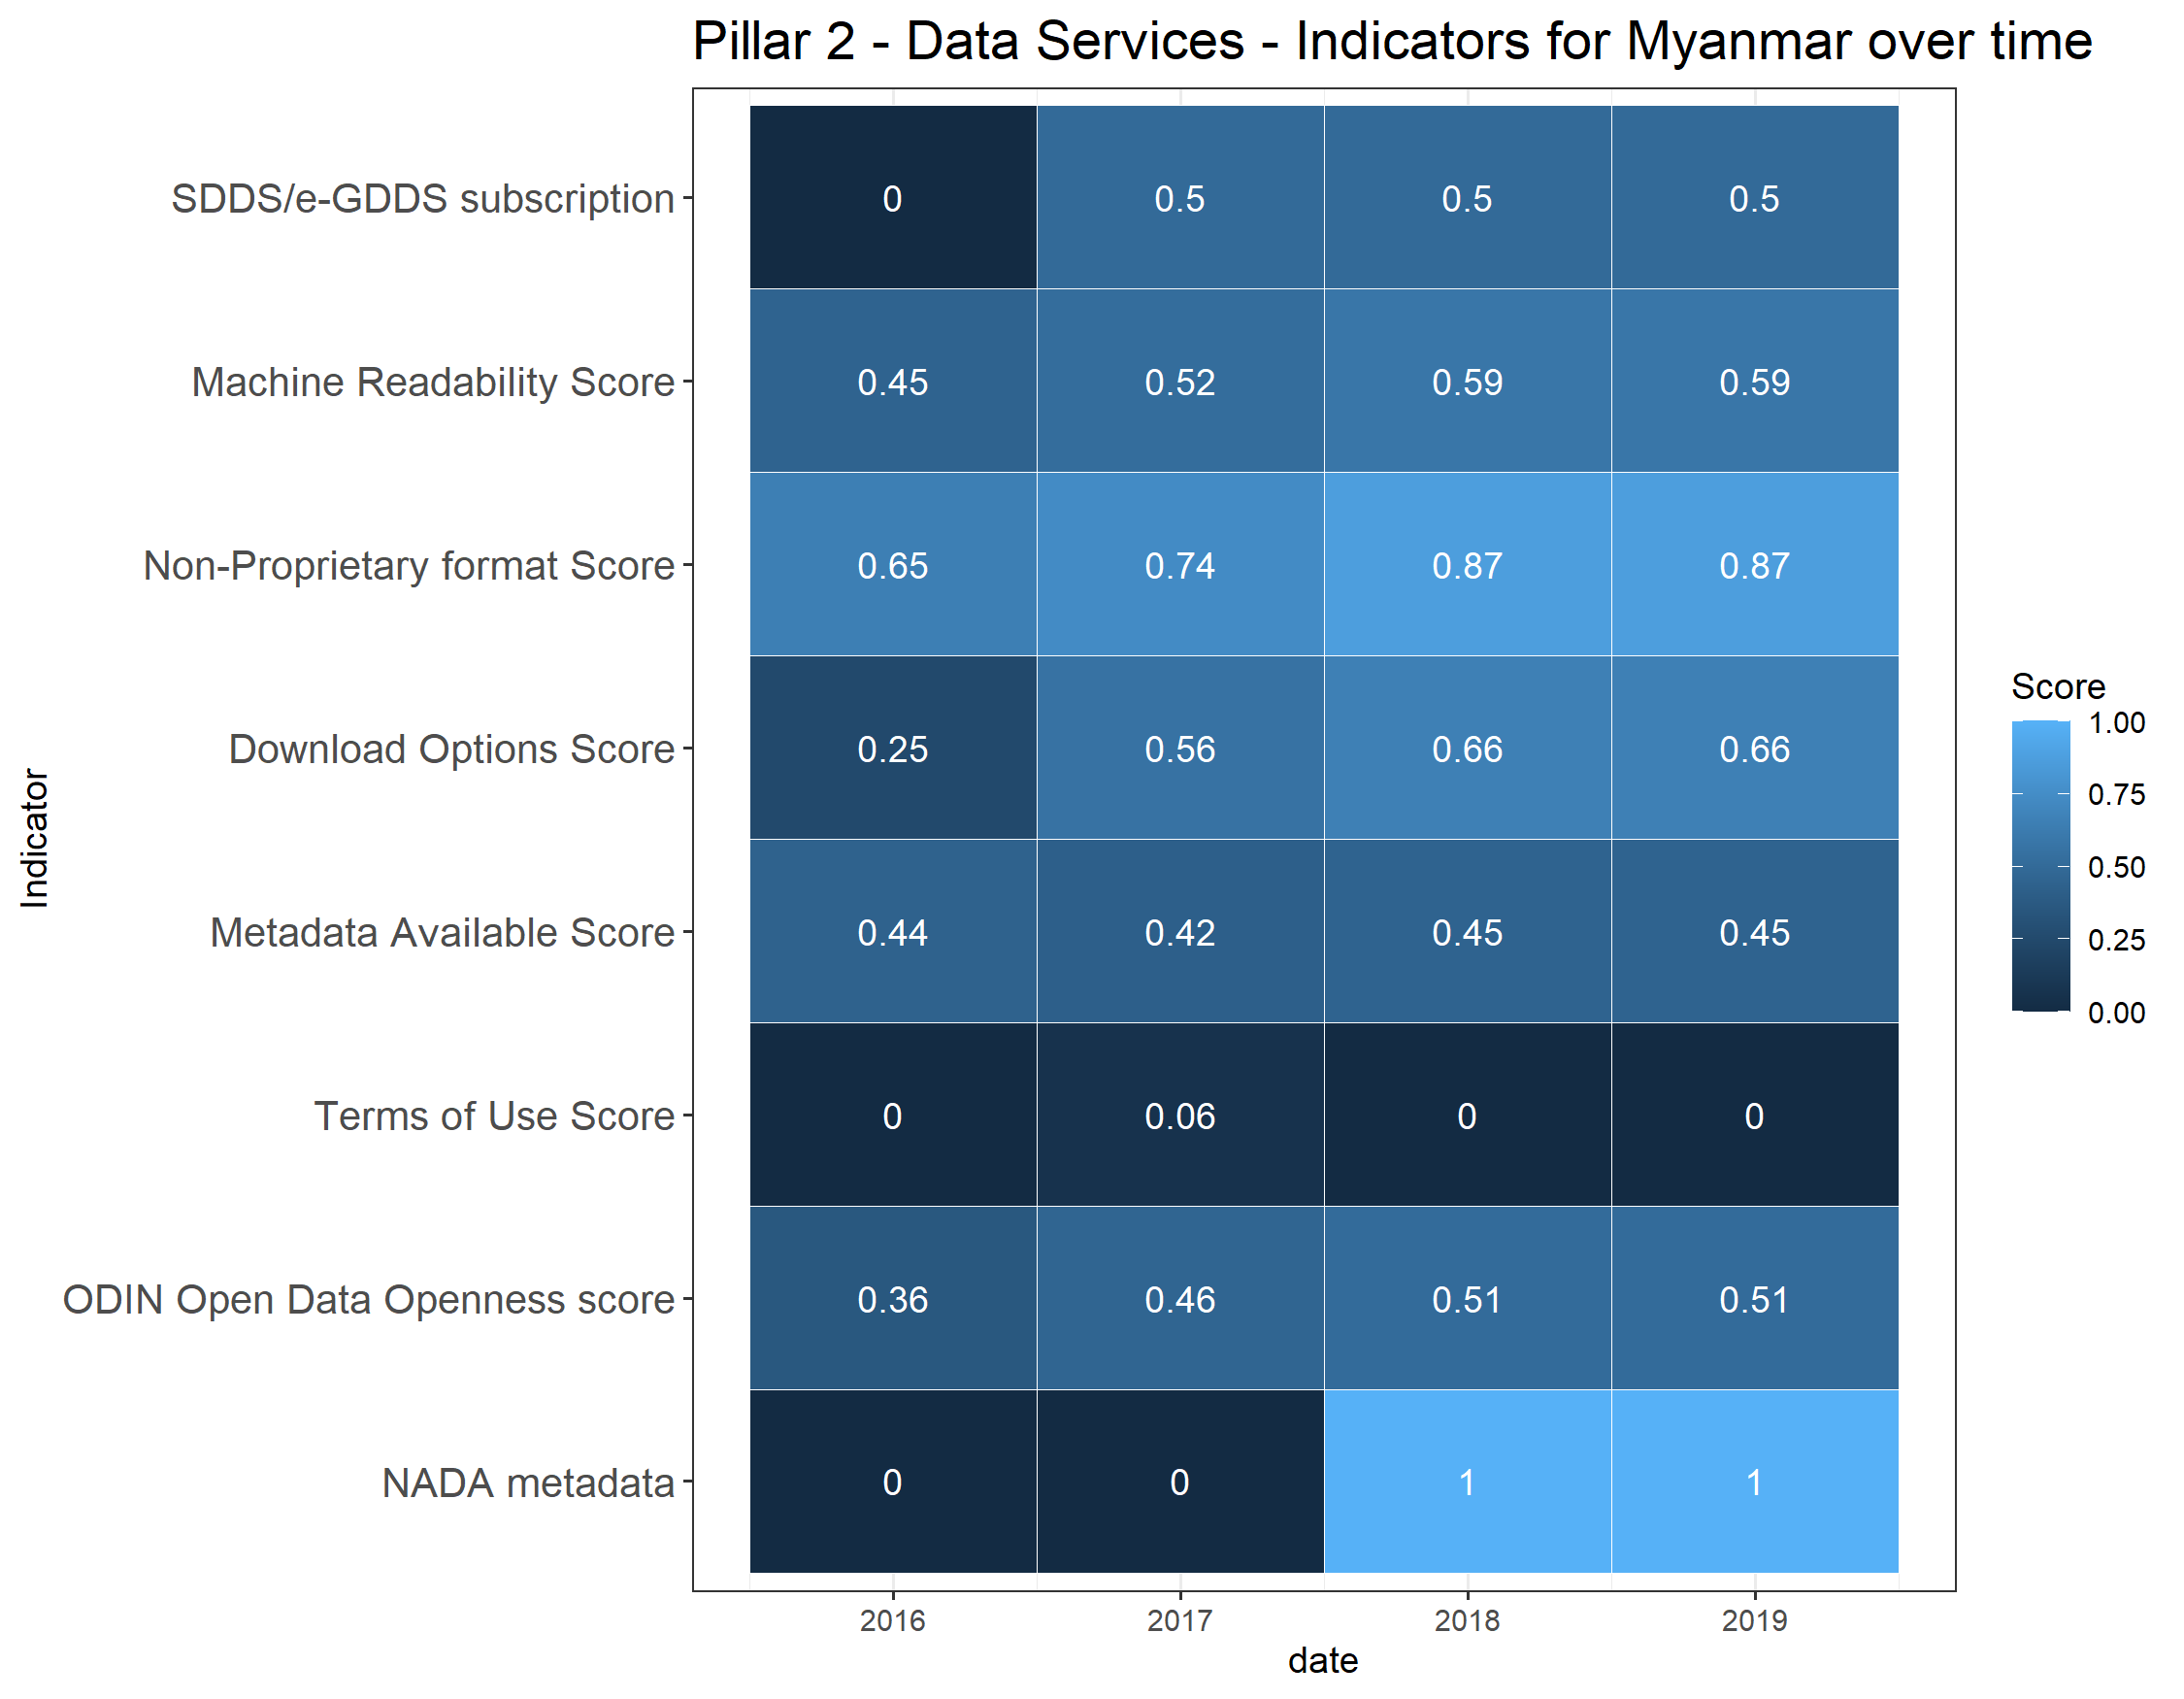 Pillar 2 - Data Services - Indicators for Myanmar over time
Indicator
SDDS/e-GDDS subscription 0 0.5 0.5 0.5
Machine Readability Score 0.45 0.52 0.59 0.59
Non-Proprietary format Score 0.65 0.74 0.87 0.87
Download Options Score 0.25 0.56 0.66 0.66
Metadata Available Score 0.44 0.42 0.45 0.45
Terms of Use Score 0 0.06 0 0
ODIN Open Data Openness score 0.36 0.46 0.51 0.51
NADA metadata 0 0 1 1
2016 2017 2018 2019
date
Score
1.00
0.75
0.50
0.25
0.00